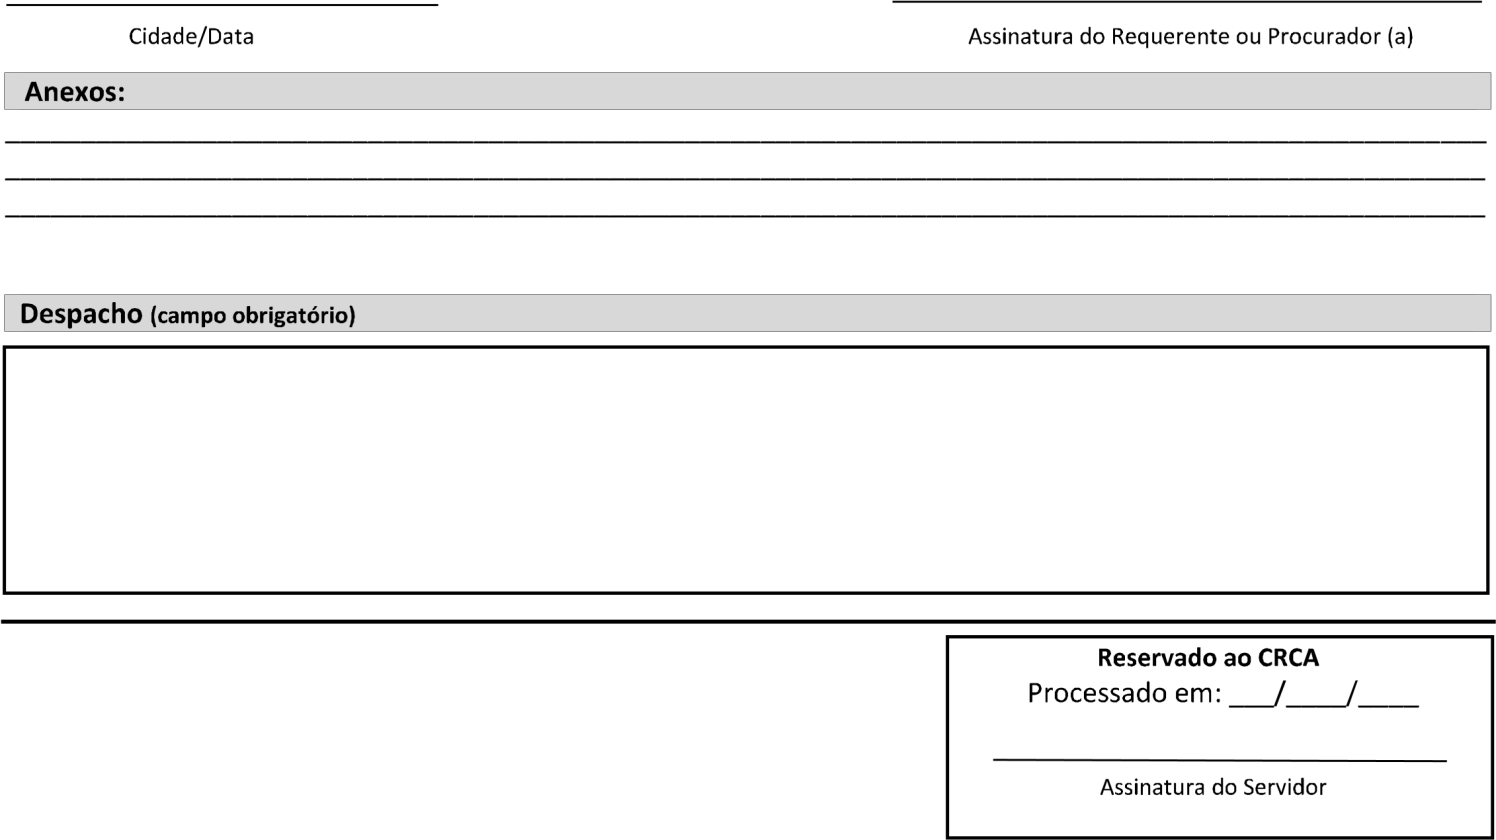 Cidade/Data Assinatura do Requerente ou Procurador (a)
Anexos:
Despacho (campo obrigatório)
Reservado ao CRCA
Processado em: ___/____/____
Assinatura do Servidor